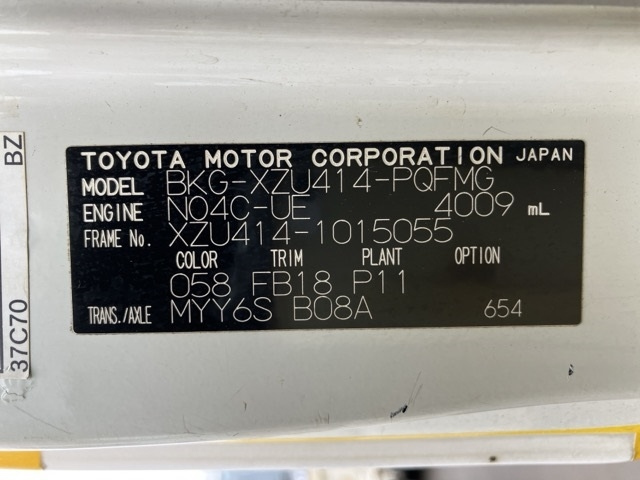 TOYOTA MOTOR CORPORATION JAPAN
MODEL BKG-XZU414-PQFMG
ENGINE N04C-UE 4009 mL
FRAME No. XZU414-1015055
COLOR TRIM PLANT OPTION
058 FB18 P11
TRANS./AXLE MYY6S B08A 654
37C70 BZ